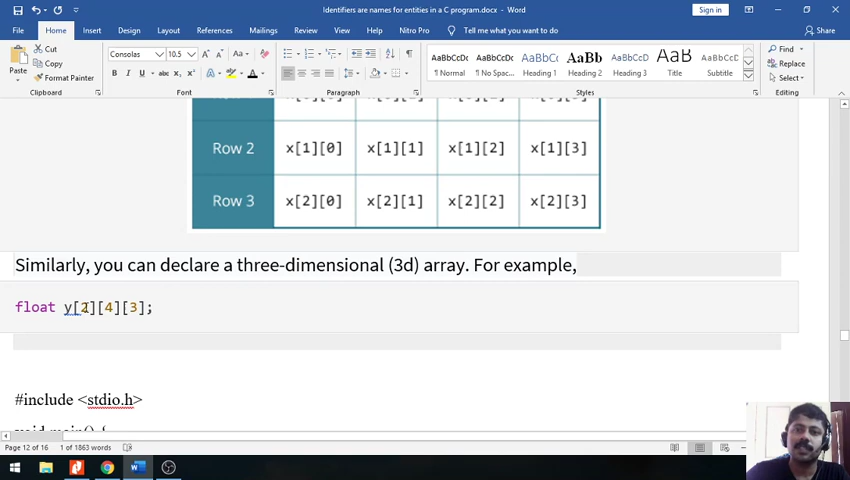 Identifiers are names for entities in a C program.docx - Word
Sign in
File Home Insert Draw Design Layout References Mailings Review View Help Nitro Pro Tell me what you want to do Share
Paste
Cut
Copy
Format Painter
Clipboard
Consolas 10.5
Font
Paragraph
AaBbCcDc AaBbCcDc AaBbCc AaBb AaBbCcD AaB AaBbCcD
¶ Normal ¶ No Spac... Heading 1 Heading 2 Heading 3 Title Subtitle
Styles
Find
Replace
Select
Editing
Row 2 x[1][0] x[1][1] x[1][2] x[1][3]
Row 3 x[2][0] x[2][1] x[2][2] x[2][3]
Similarly, you can declare a three-dimensional (3d) array. For example,
float y[2][4][3];
#include <stdio.h>
void main() {
Page 12 of 16 1 of 1863 words